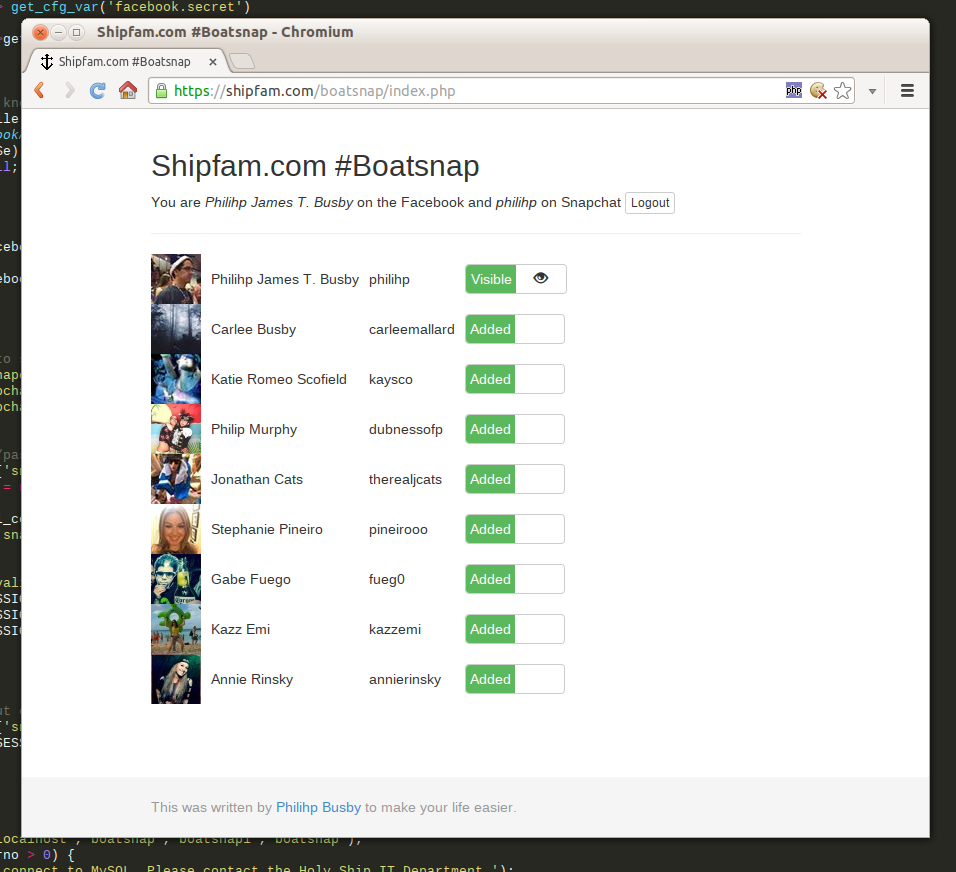 get_cfg_var('facebook.secret')
Shipfam.com #Boatsnap - Chromium
Shipfam.com #Boatsnap
https://shipfam.com/boatsnap/index.php
php
Shipfam.com #Boatsnap
You are Philihp James T. Busby on the Facebook and philihp on Snapchat Logout
Philihp James T. Busby philihp Visible
Carlee Busby carleemallard Added
Katie Romeo Scofield kaysco Added
Philip Murphy dubnessofp Added
Jonathan Cats therealjcats Added
Stephanie Pineiro pineirooo Added
Gabe Fuego fueg0 Added
Kazz Emi kazzemi Added
Annie Rinsky annierinsky Added
This was written by Philihp Busby to make your life easier.
rno > 0) {
connect to MySQL. Please contact the Holy Ship IT Department.');